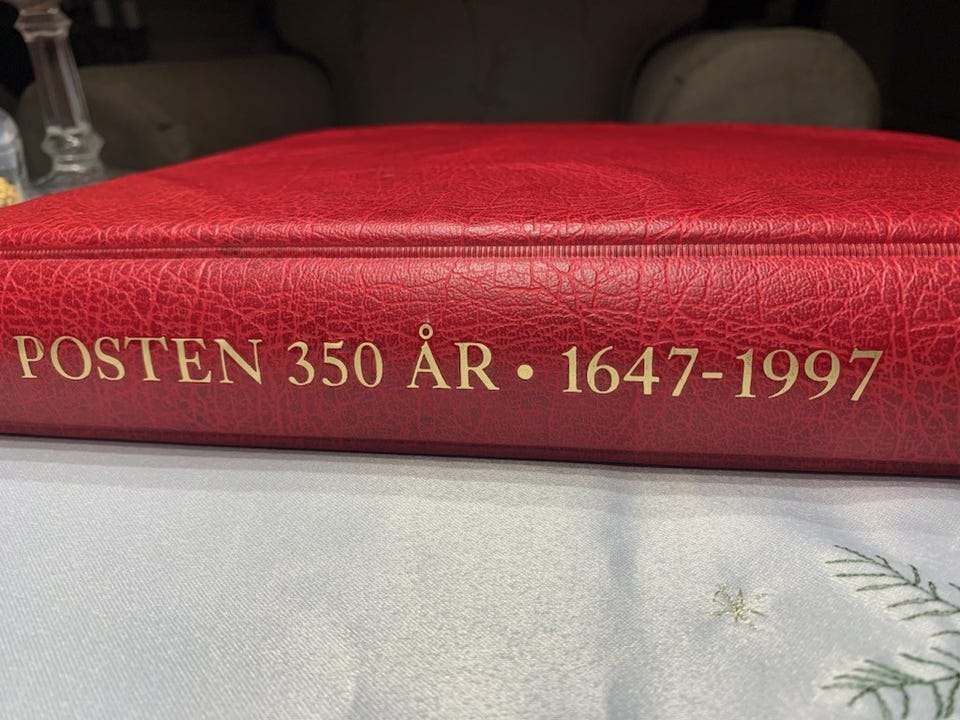 POSTEN 350 ÅR • 1647-1997